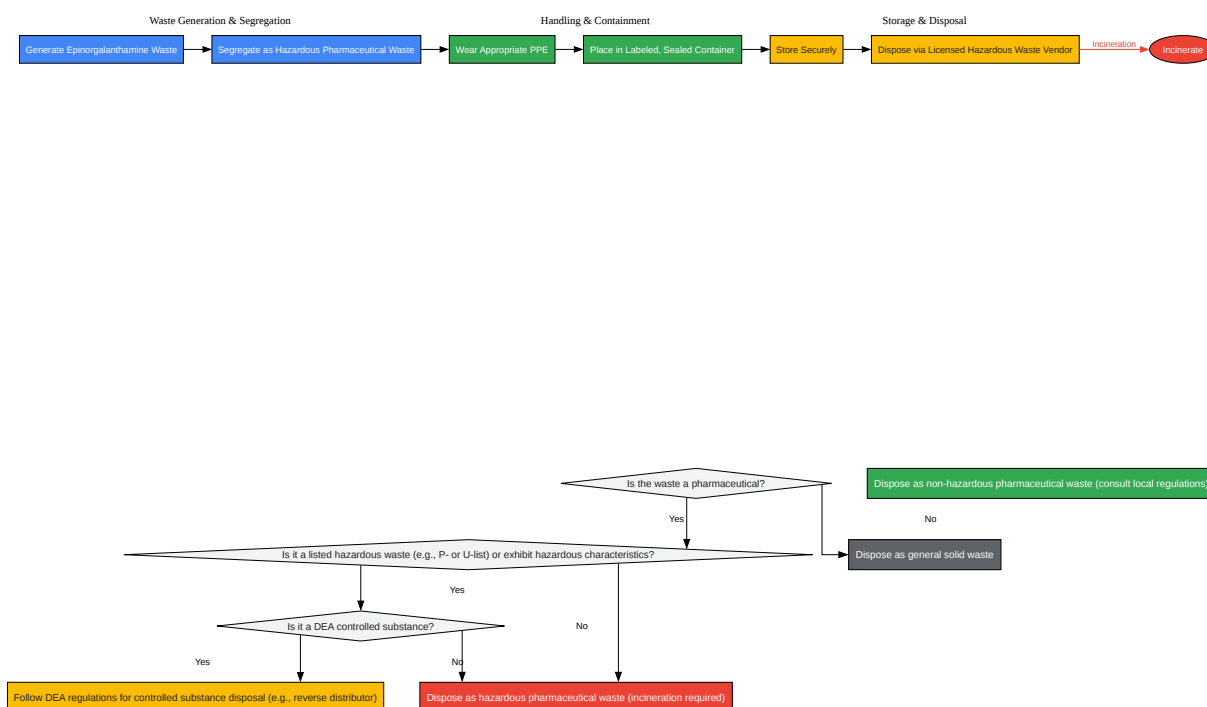 Waste Generation & Segregation
Handling & Containment
Storage & Disposal
Generate Epinorgalanthamine Waste
Segregate as Hazardous Pharmaceutical Waste
Wear Appropriate PPE
Place in Labeled, Sealed Container
Store Securely
Dispose via Licensed Hazardous Waste Vendor
Incineration
Incinerate
Is the waste a pharmaceutical?
Dispose as non-hazardous pharmaceutical waste (consult local regulations)
Yes
No
Is it a listed hazardous waste (e.g., P- or U-list) or exhibit hazardous characteristics?
Dispose as general solid waste
Yes
Is it a DEA controlled substance?
No
Yes
No
Follow DEA regulations for controlled substance disposal (e.g., reverse distributor)
Dispose as hazardous pharmaceutical waste (incineration required)